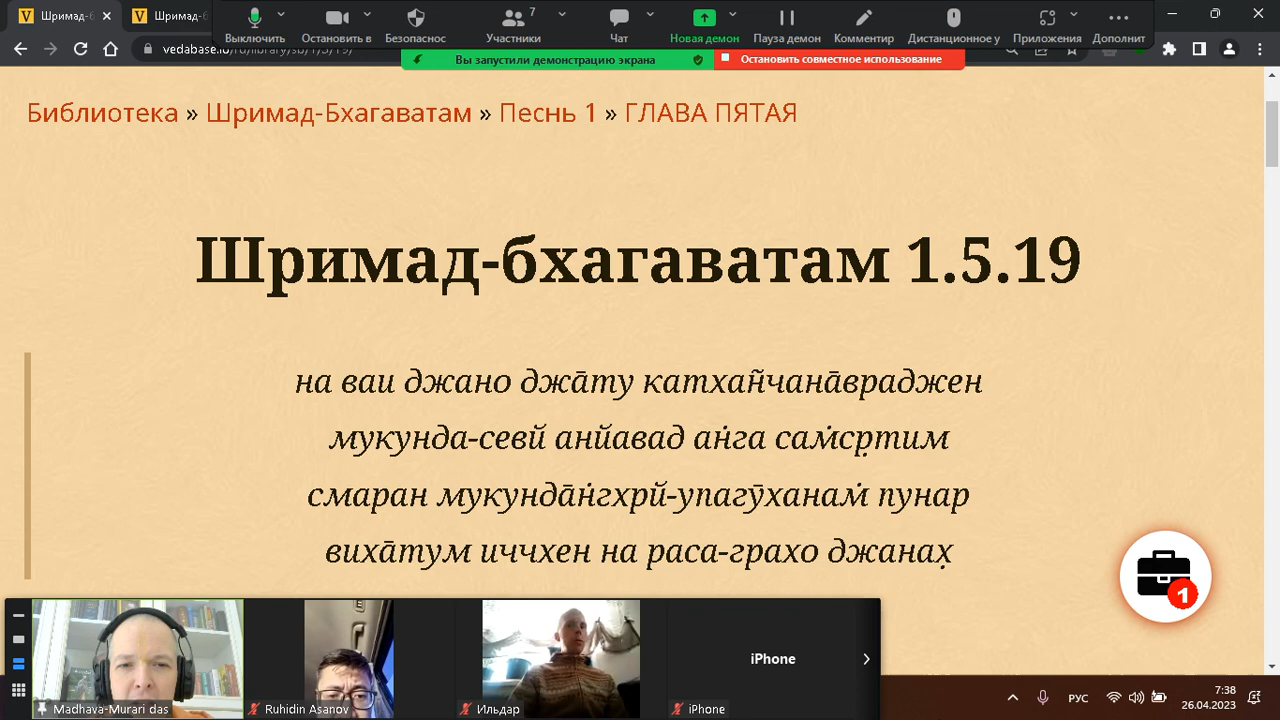 Шримад-б
Шримад-б
Выключить
Остановить в
Безопаснос
7
Участники
Чат
Новая демон
Пауза демон
Комментир
Дистанционное у
Приложения
Дополнит
Вы запустили демонстрацию экрана
Остановить совместное использование
Библиотека » Шримад-Бхагаватам » Песнь 1 » ГЛАВА ПЯТАЯ
Шримад-бхагаватам 1.5.19
на ваи джано джа̄ту катхан̃чана̄враджен
мукунда-севй анйавад ан̇га сам̇ср̣тим
смаран мукунда̄н̇гхрй-упагӯханам̇ пунар
виха̄тум иччхен на раса-грахо джанах̣
1
Madhava-Murari das
Ruhidin Asanov
Ильдар
iPhone
iPhone
РУС
7:38
26.04.2023